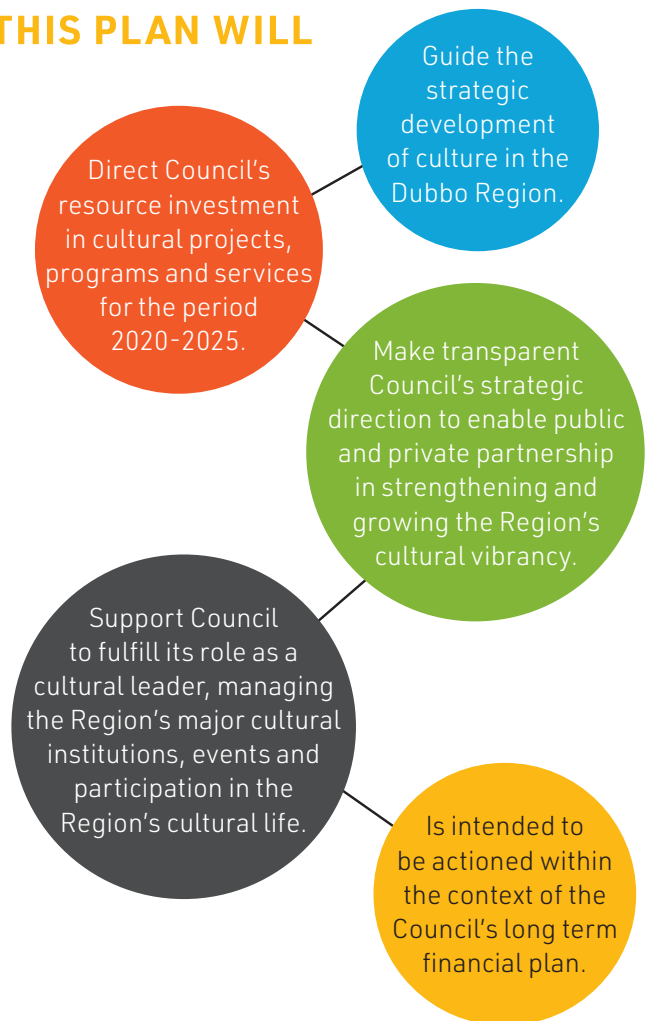 THIS PLAN WILL
Guide the
strategic
development
of culture in the
Dubbo Region.
Direct Council's
resource investment
in cultural projects,
programs and services
for the period
2020-2025.
Make transparent
Council's strategic
direction to enable public
and private partnership
in strengthening and
growing the Region's
cultural vibrancy.
Support Council
to fulfill its role as a
cultural leader, managing
the Region's major cultural
institutions, events and
participation in the
Region's cultural life.
Is intended to
be actioned within
the context of the
Council's long term
financial plan.